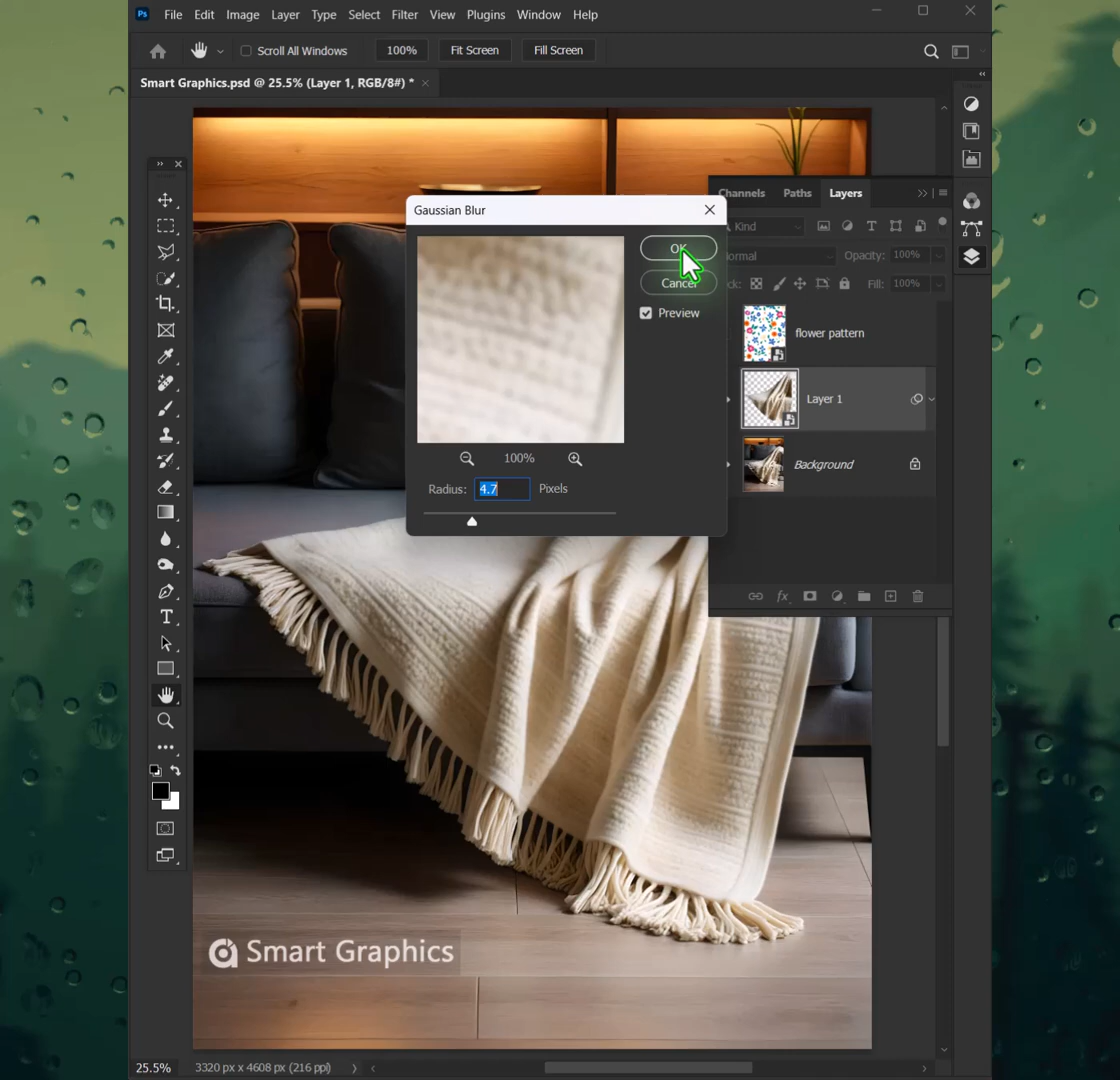 Ps File Edit Image Layer Type Select Filter View Plugins Window Help
Scroll All Windows 100% Fit Screen Fill Screen
Smart Graphics.psd @ 25.5% (Layer 1, RGB/8#) *
Channels Paths Layers
Gaussian Blur
Kind
OK
Opacity: 100%
Cancel
Fill: 100%
Preview
flower pattern
Layer 1
100%
Background
Radius: 4.7 Pixels
fx
T
Smart Graphics
25.5% 3320 px x 4608 px (216 ppi)